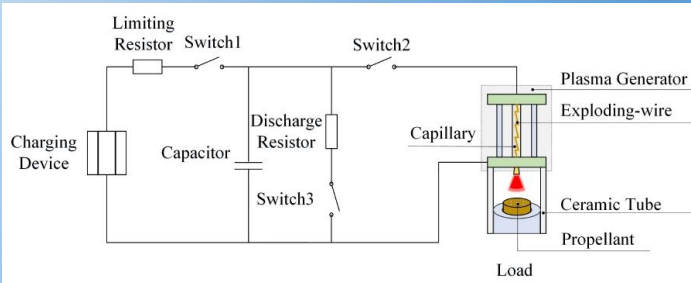 Limiting
Resistor
Switch1
Switch2
Plasma Generator
Exploding-wire
Discharge
Resistor
Capillary
Charging
Device
Capacitor
Switch3
Ceramic Tube
Propellant
Load